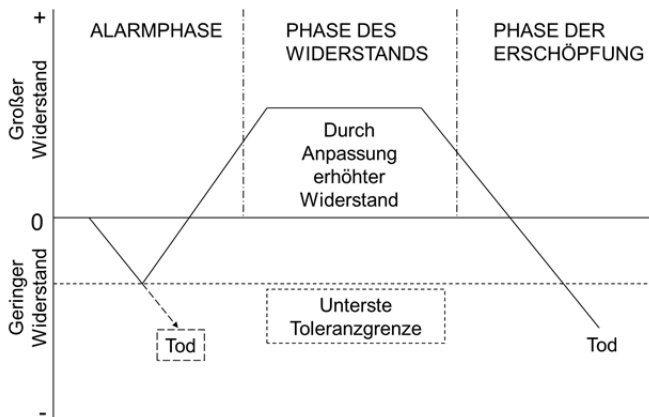 +
ALARMPHASE
PHASE DES
WIDERSTANDS
PHASE DER
ERSCHÖPFUNG
Großer
Widerstand
Durch
Anpassung
erhöhter
Widerstand
0
Geringer
Widerstand
Unterste
Toleranzgrenze
Tod
Tod
-